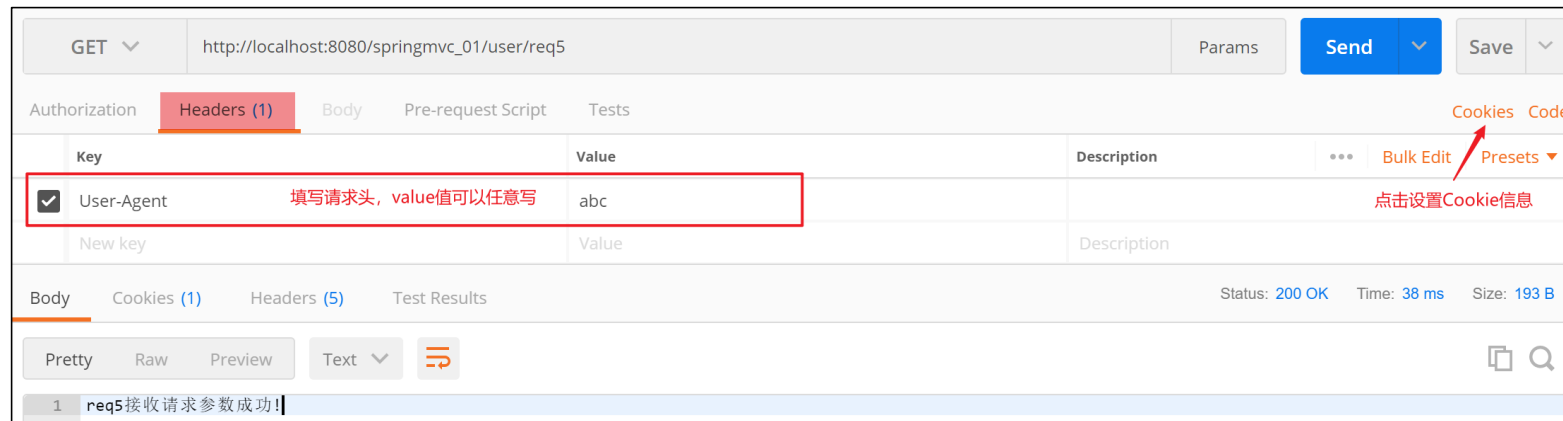 GET http://localhost:8080/springmvc_01/user/req5 Params Send Save
Authorization Headers (1) Body Pre-request Script Tests Cookies Code
Key Value Description ••• Bulk Edit Presets
User-Agent 填写请求头，value值可以任意写 abc 点击设置Cookie信息
New key Value Description
Body Cookies (1) Headers (5) Test Results Status: 200 OK Time: 38 ms Size: 193 B
Pretty Raw Preview Text
1 req5接收请求参数成功!